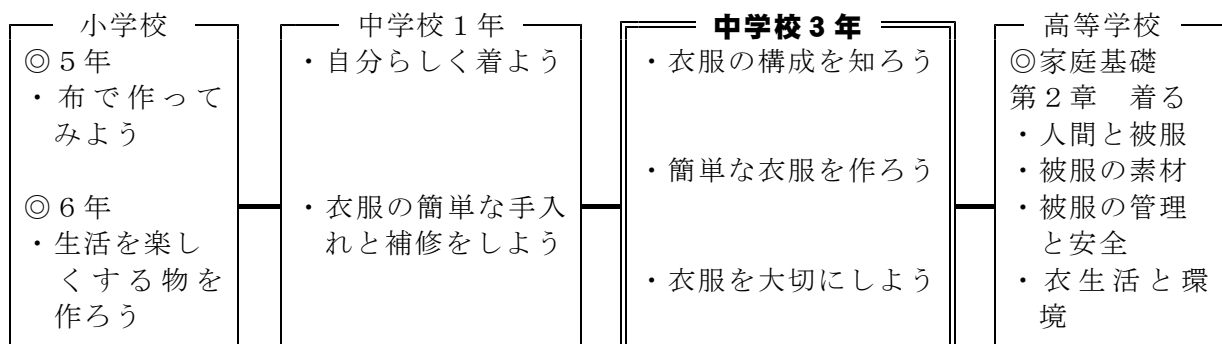 小学校
◎５年
・布で作って
みよう
◎６年
・生活を楽し
くする物を
作ろう
中学校１年
・自分らしく着よう
・衣服の簡単な手入
れと補修をしよう
中学校３年
・衣服の構成を知ろう
・簡単な衣服を作ろう
・衣服を大切にしよう
高等学校
◎家庭基礎
第２章　着る
・人間と被服
・被服の素材
・被服の管理
と安全
・衣生活と環
境